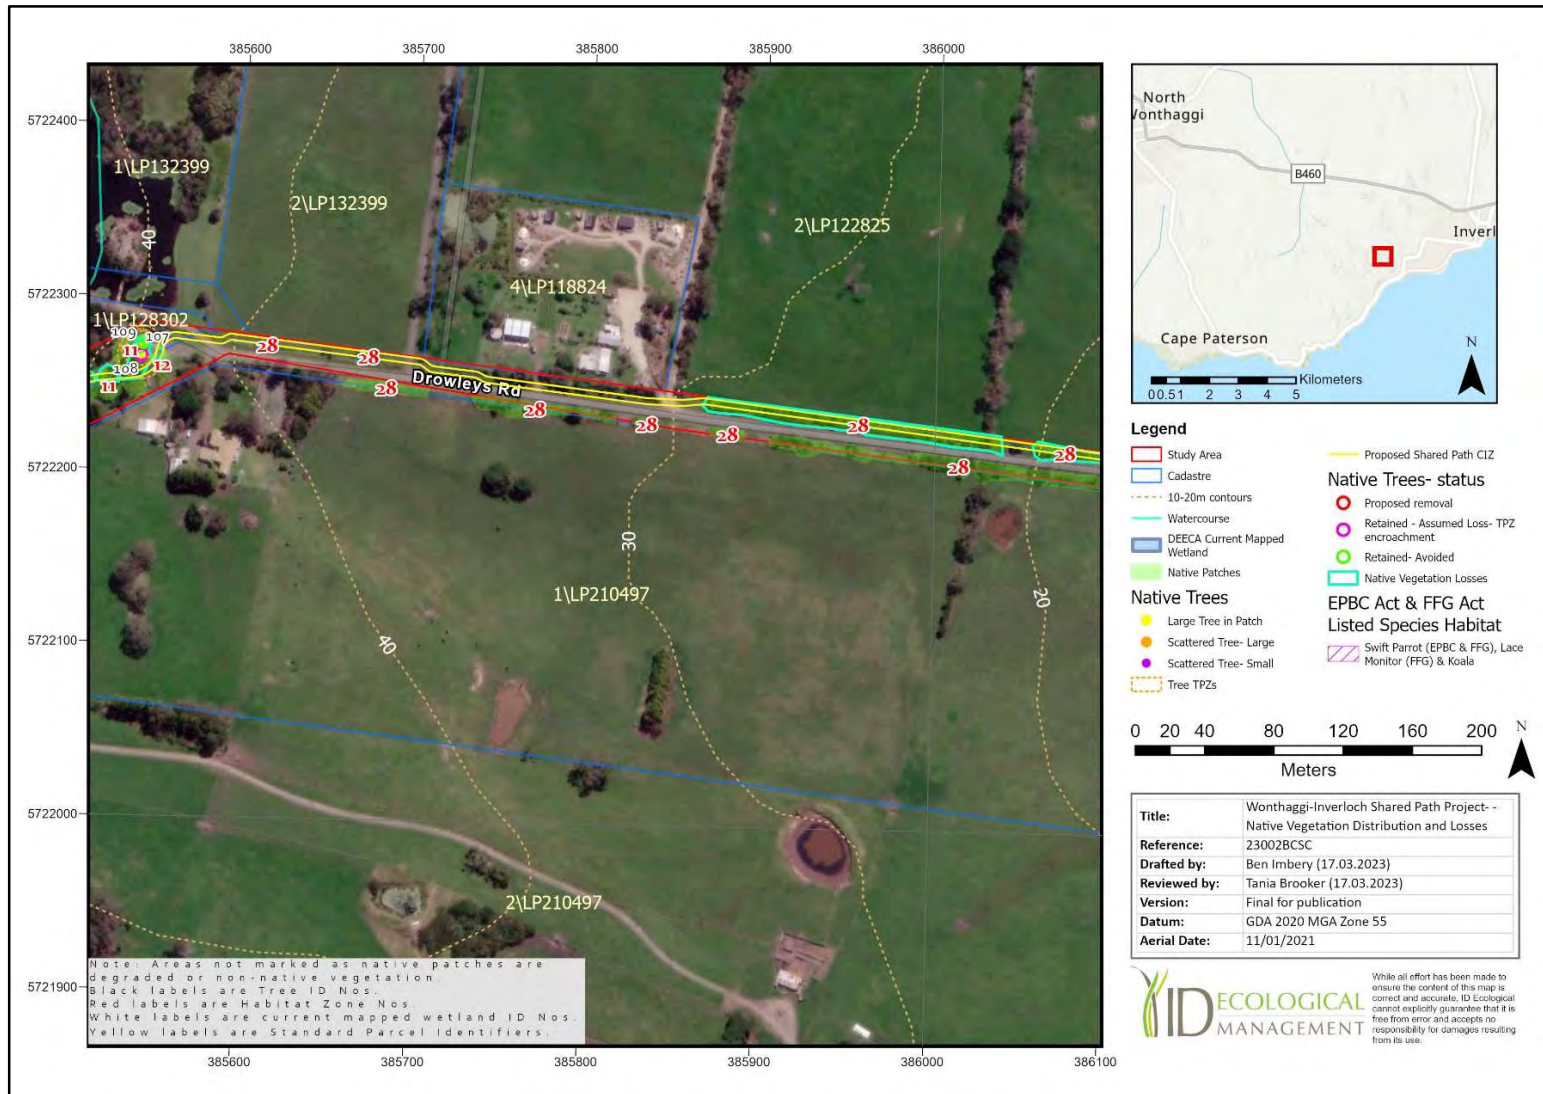 385600 385700 385800 385900 386000
5722400
5722300
5722200
5722100
5722000
5721900
385600 385700 385800 385900 386000 386100
1\LP132399
2\LP132399
2\LP122825
4\LP118824
1\LP128302
40
109
107
11
108
12
11
28
28
28
28
28
28
28
28
28
Drowleys Rd
30
20
40
1\LP210497
2\LP210497
Note: Areas not marked as native patches are
degraded or non-native vegetation.
Black labels are Tree ID Nos.
Red labels are Habitat Zone Nos.
White labels are current mapped wetland ID Nos.
Yellow labels are Standard Parcel Identifiers.
North
Wonthaggi
B460
Inverl
Cape Paterson
N
Kilometers
0 0.5 1 2 3 4 5
Legend
Study Area
Cadastre
10-20m contours
Watercourse
DEECA Current Mapped
Wetland
Native Patches
Native Trees
Large Tree in Patch
Scattered Tree- Large
Scattered Tree- Small
Tree TPZs
Proposed Shared Path CIZ
Native Trees- status
Proposed removal
Retained - Assumed Loss- TPZ
encroachment
Retained- Avoided
Native Vegetation Losses
EPBC Act & FFG Act
Listed Species Habitat
Swift Parrot (EPBC & FFG), Lace
Monitor (FFG) & Koala
0 20 40 80 120 160 200
Meters
N
Title: Wonthaggi-Inverloch Shared Path Project- -
Native Vegetation Distribution and Losses
Reference: 23002BCSC
Drafted by: Ben Imbery (17.03.2023)
Reviewed by: Tania Brooker (17.03.2023)
Version: Final for publication
Datum: GDA 2020 MGA Zone 55
Aerial Date: 11/01/2021
ID ECOLOGICAL
MANAGEMENT
While all effort has been made to
ensure the content of this map is
correct and accurate, ID Ecological
cannot explicitly guarantee that it is
free from error and accepts no
responsibility for damages resulting
from its use.